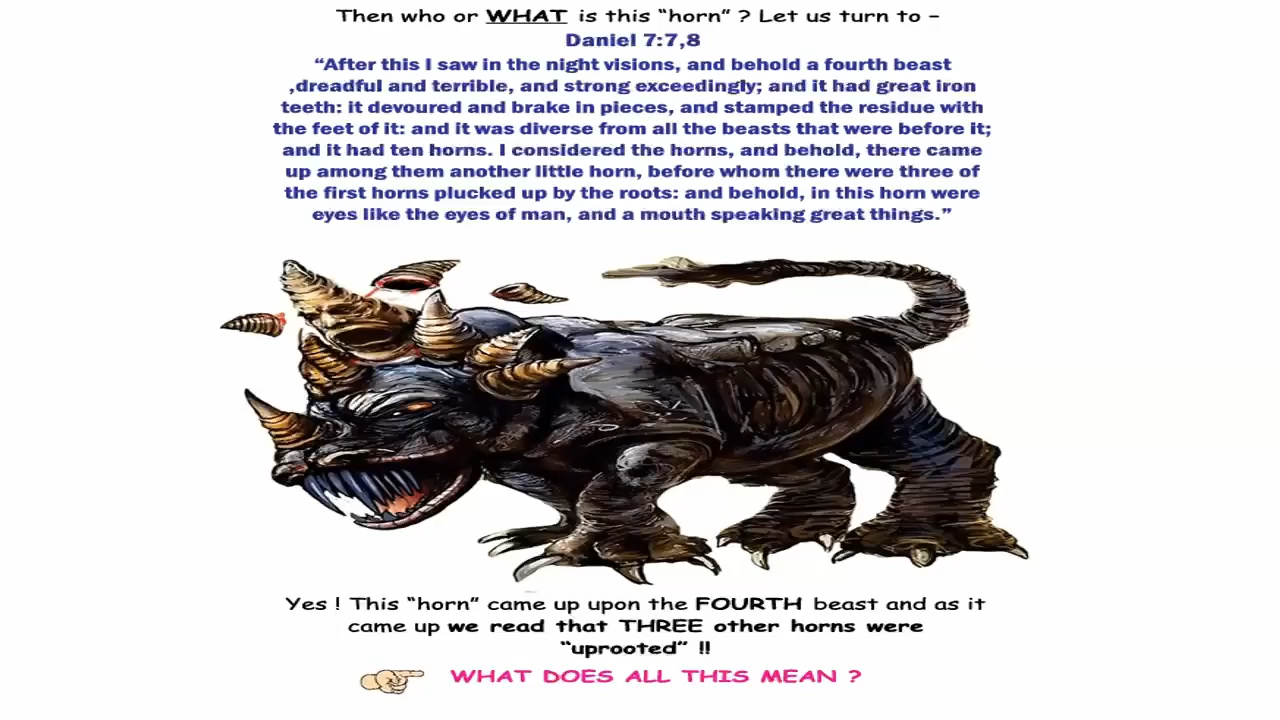 Then who or WHAT is this “horn” ? Let us turn to –
Daniel 7:7,8
“After this I saw in the night visions, and behold a fourth beast
,dreadful and terrible, and strong exceedingly; and it had great iron
teeth: it devoured and brake in pieces, and stamped the residue with
the feet of it: and it was diverse from all the beasts that were before it;
and it had ten horns. I considered the horns, and behold, there came
up among them another little horn, before whom there were three of
the first horns plucked up by the roots: and behold, in this horn were
eyes like the eyes of man, and a mouth speaking great things.”
Yes ! This “horn” came up upon the FOURTH beast and as it
came up we read that THREE other horns were
“uprooted” !!
WHAT DOES ALL THIS MEAN ?